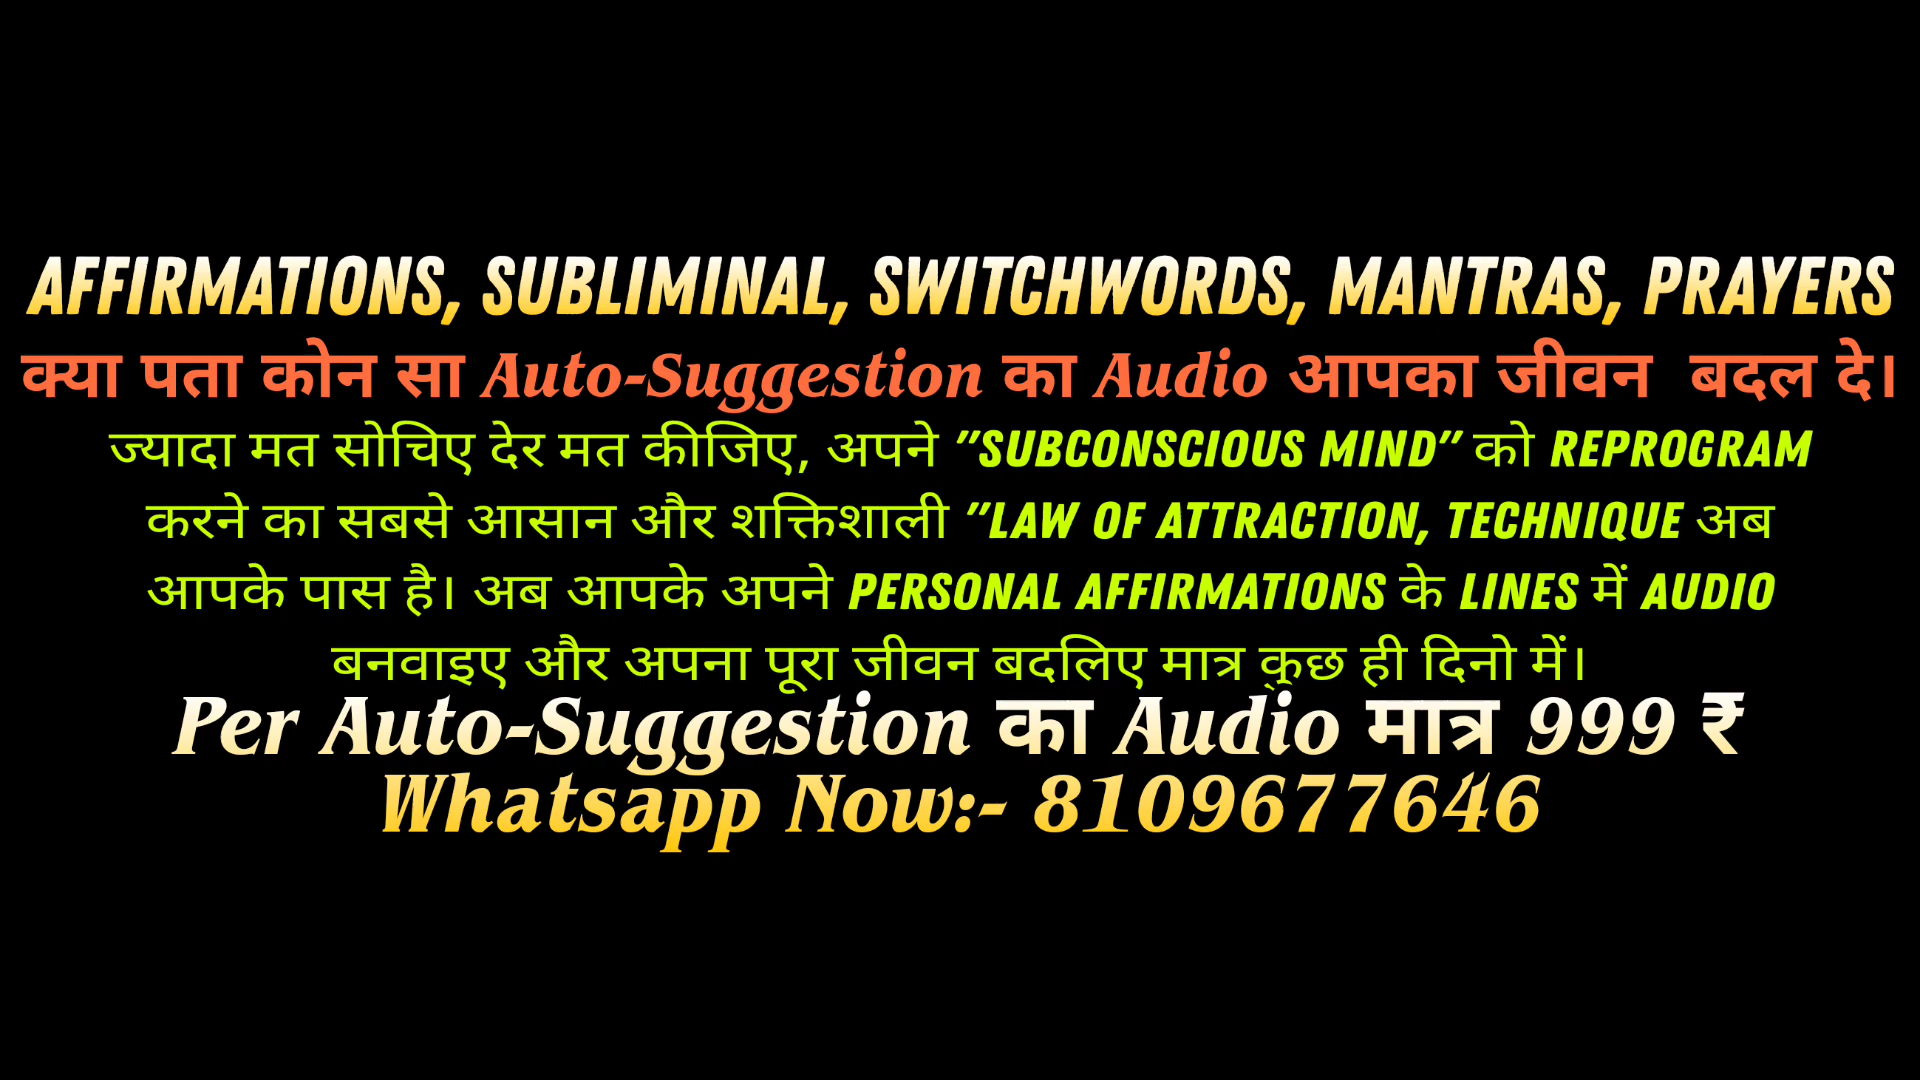 AFFIRMATIONS, SUBLIMINAL, SWITCHWORDS, MANTRAS, PRAYERS
क्या पता कोन सा Auto-Suggestion का Audio आपका जीवन बदल दे।
ज्यादा मत सोचिए देर मत कीजिए, अपने "SUBCONSCIOUS MIND" को REPROGRAM
करने का सबसे आसान और शक्तिशाली "LAW OF ATTRACTION, TECHNIQUE अब
आपके पास है। अब आपके अपने PERSONAL AFFIRMATIONS के LINES में AUDIO
बनवाइए और अपना पूरा जीवन बदलिए मात्र कुछ ही दिनो में।
Per Auto-Suggestion का Audio मात्र 999 ₹
Whatsapp Now:- 8109677646